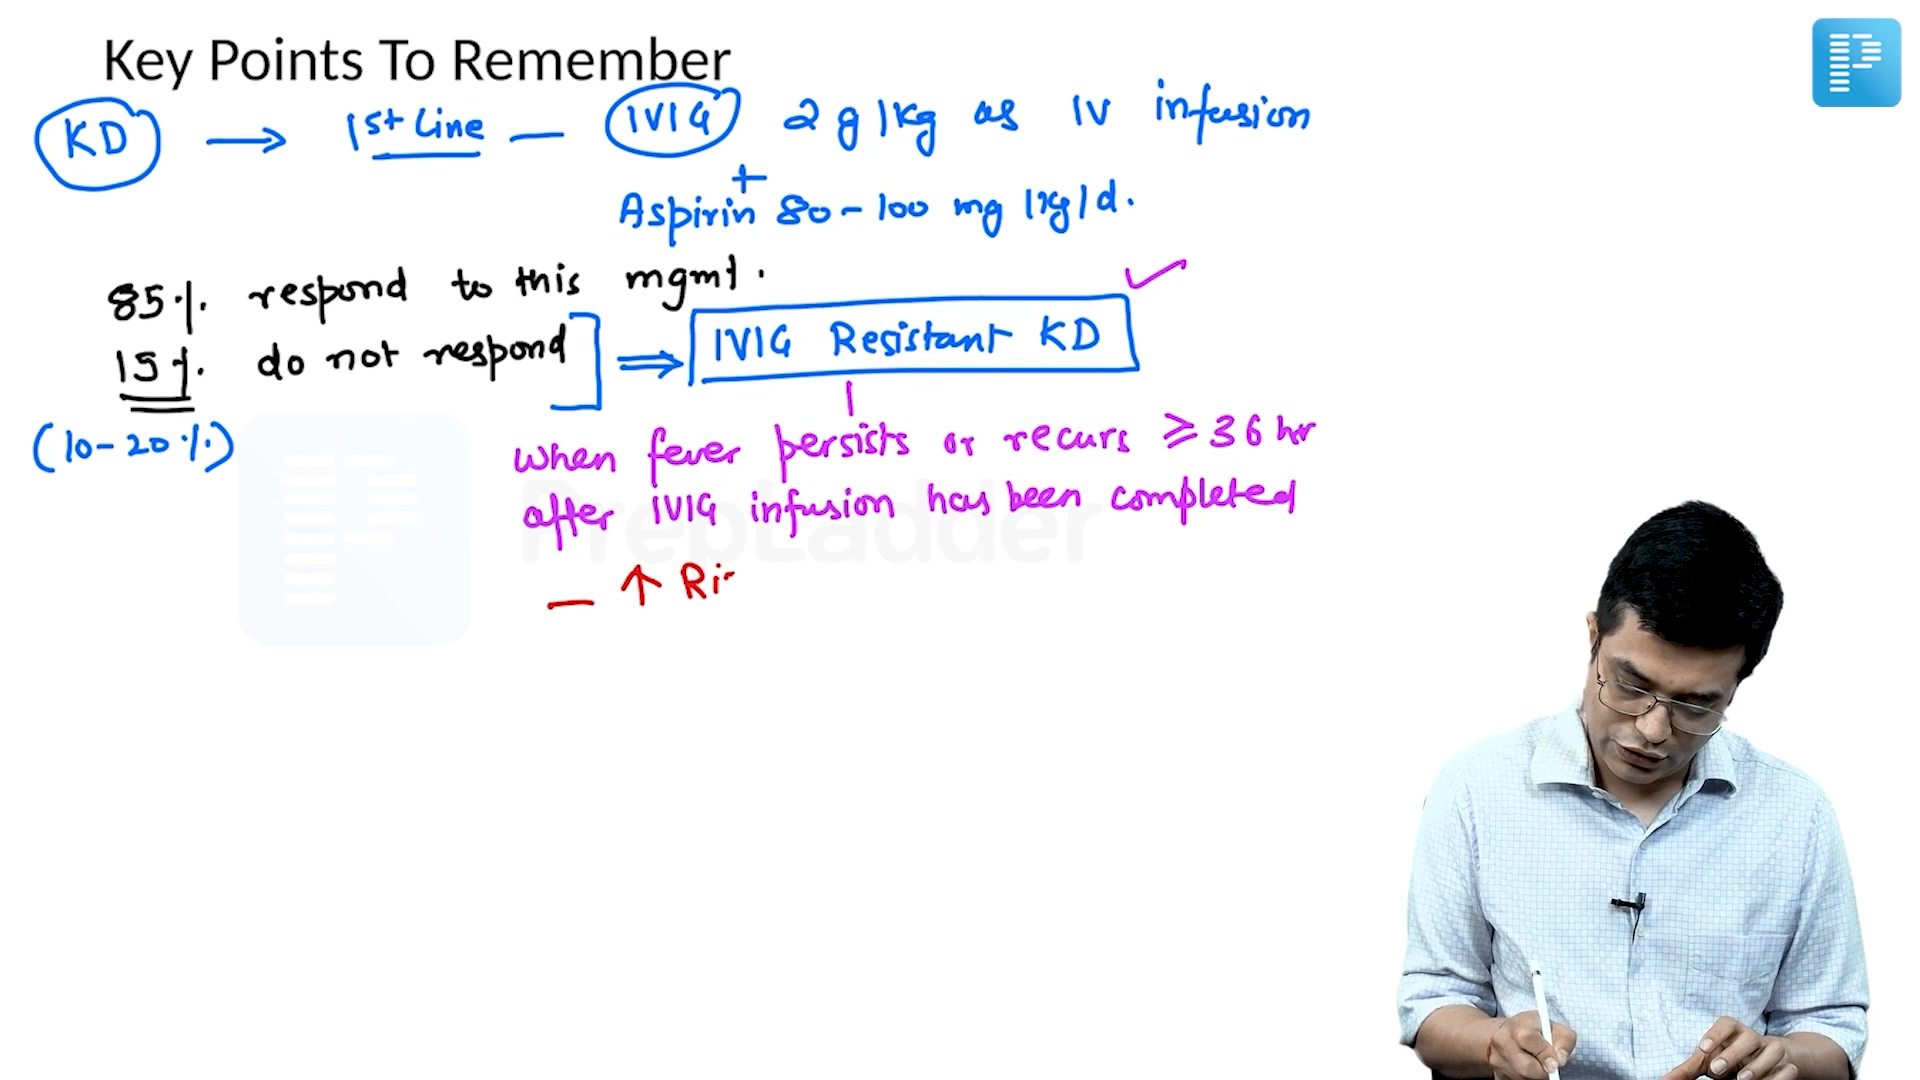 Key Points To Remember
KD → 1st Line — IVIG 2 g/kg as IV infusion
+
Aspirin 80-100 mg/kg/d.
85%. respond to this mgmt.
15%. do not respond ⇒ IVIG Resistant KD ✓
(10-20%)
When fever persists or recurs ≥ 36 hr
after IVIG infusion has been completed
PrepLadder
— ↑ Ri